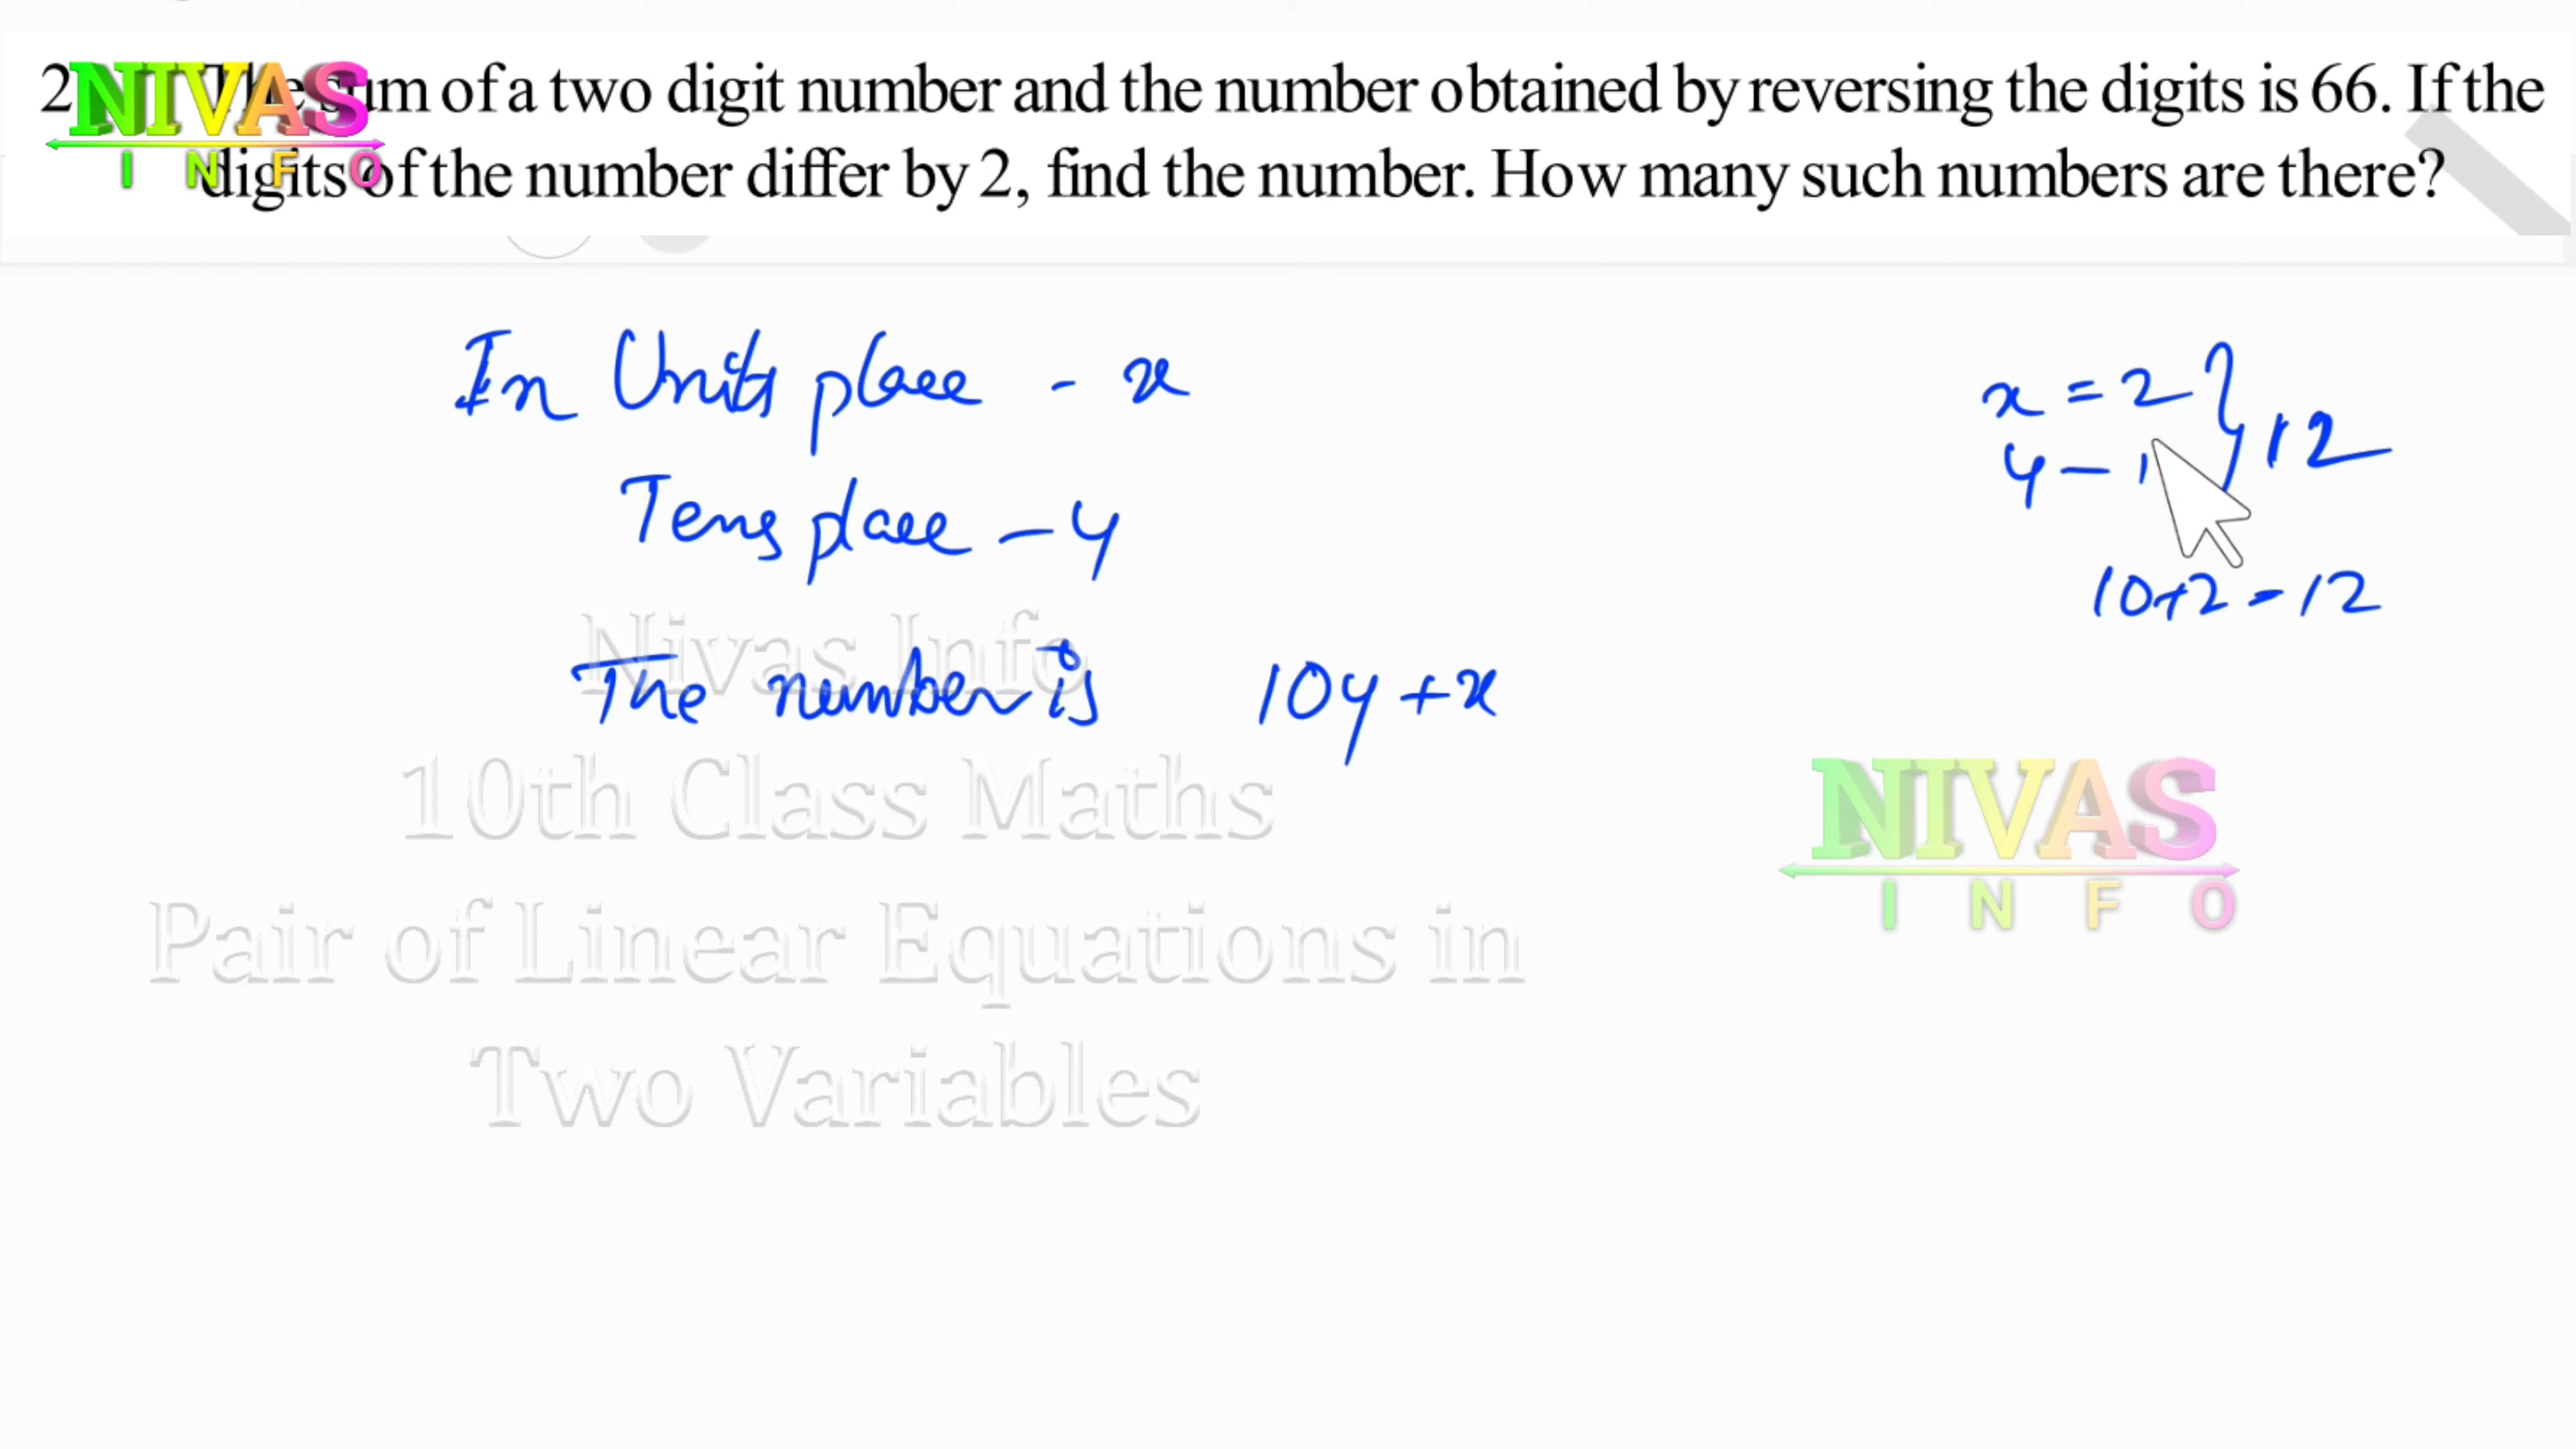 2 The sum of a two digit number and the number obtained by reversing the digits is 66. If the
digits of the number differ by 2, find the number. How many such numbers are there?
NIVAS
INFO
In Units place - x
Tens place - y
The number is 10y + x
x = 2 } 12
y - 1
10+2 = 12
Nivas Info
10th Class Maths
Pair of Linear Equations in
Two Variables
NIVAS
INFO